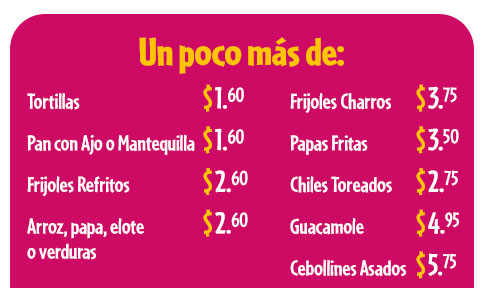 Un poco más de:
Tortillas $1.60
Pan con Ajo o Mantequilla $1.60
Frijoles Refritos $2.60
Arroz, papa, elote $2.60
o verduras
Frijoles Charros $3.75
Papas Fritas $3.50
Chiles Toreados $2.75
Guacamole $4.95
Cebollines Asados $5.75